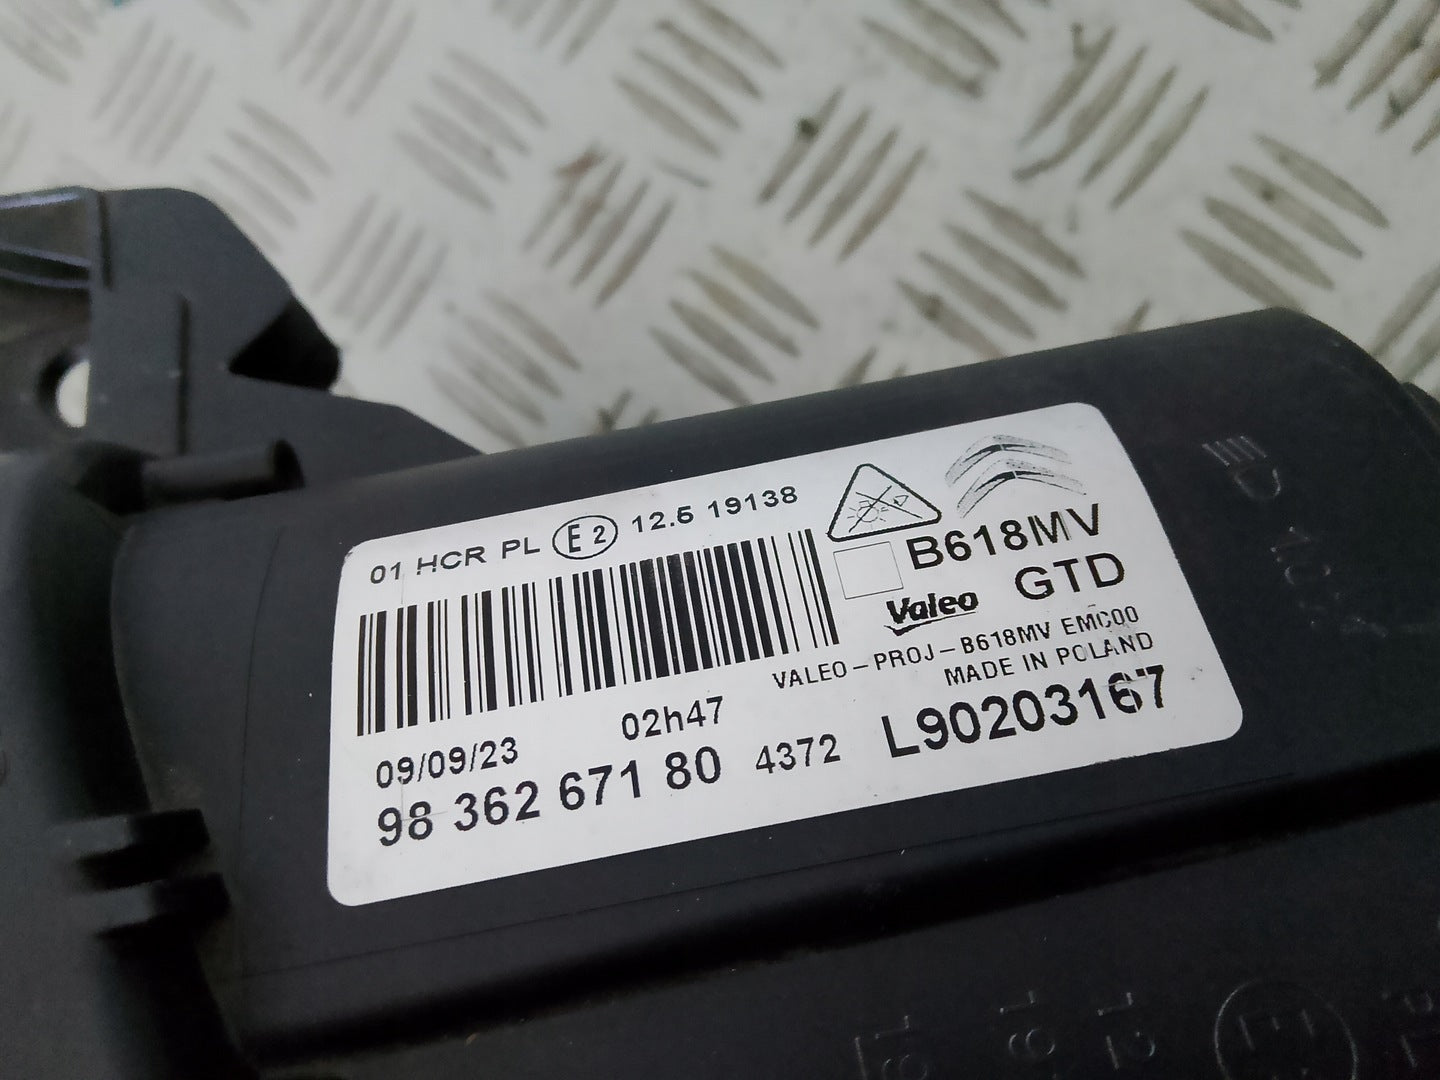 01 HCR PL E2 12.5 19138
B618MV
Valeo GTD
VALEO-PROJ-B618MV EMC00
MADE IN POLAND
09/09/23 02h47
98 362 671 80 4372 L90203167